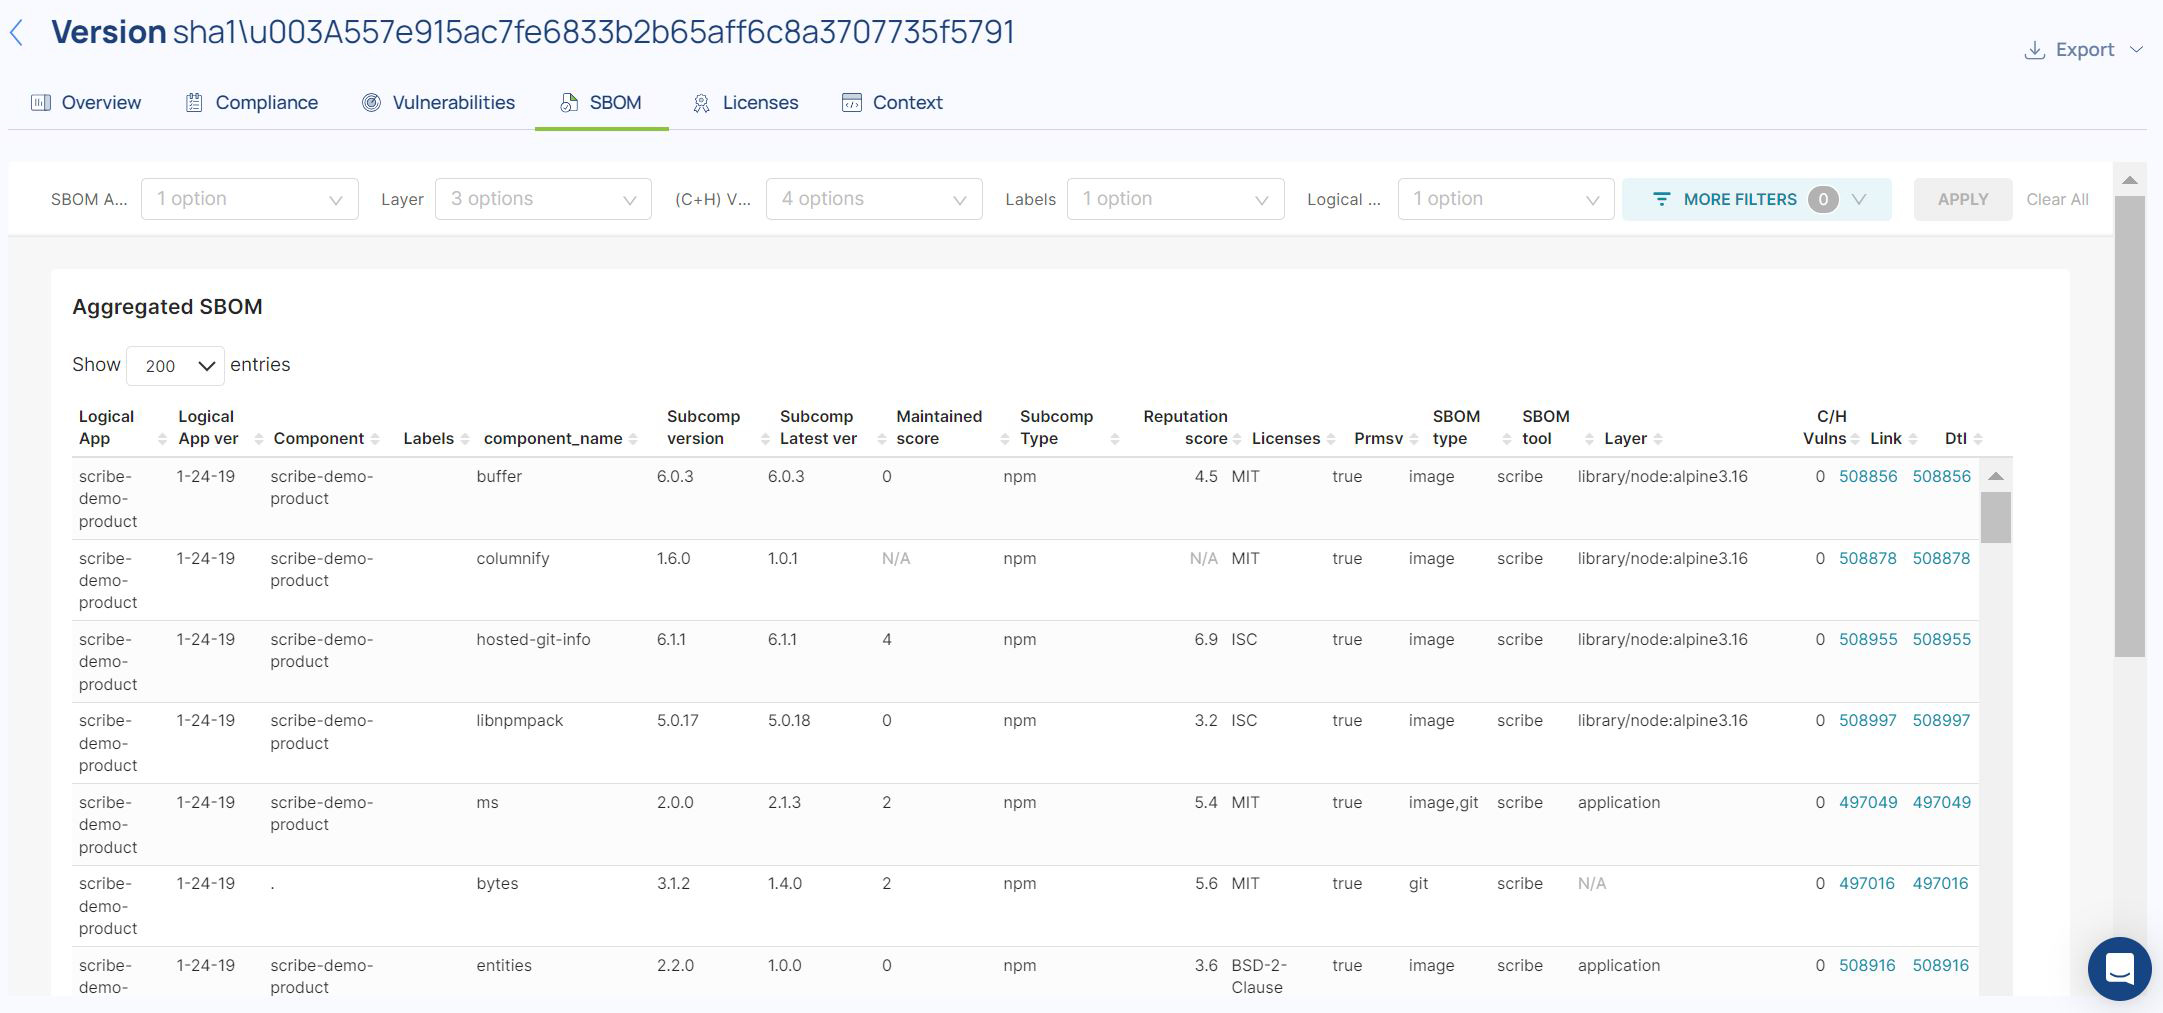 Version sha1\u003A557e915ac7fe6833b2b65aff6c8a3707735f5791
Export
Overview Compliance Vulnerabilities SBOM Licenses Context
SBOM A... 1 option Layer 3 options (C+H) V... 4 options Labels 1 option Logical ... 1 option MORE FILTERS 0 APPLY Clear All
Aggregated SBOM
Show 200 entries
Logical Logical Subcomp Subcomp Maintained Subcomp Reputation SBOM SBOM C/H
App App ver Component Labels component_name version Latest ver score Type score Licenses Prmsv type tool Layer Vulns Link Dtl
scribe- 1-24-19 scribe-demo- buffer 6.0.3 6.0.3 0 npm 4.5 MIT true image scribe library/node:alpine3.16 0 508856 508856
demo- product
product
scribe- 1-24-19 scribe-demo- columnify 1.6.0 1.0.1 N/A npm N/A MIT true image scribe library/node:alpine3.16 0 508878 508878
demo- product
product
scribe- 1-24-19 scribe-demo- hosted-git-info 6.1.1 6.1.1 4 npm 6.9 ISC true image scribe library/node:alpine3.16 0 508955 508955
demo- product
product
scribe- 1-24-19 scribe-demo- libnpmpack 5.0.17 5.0.18 0 npm 3.2 ISC true image scribe library/node:alpine3.16 0 508997 508997
demo- product
product
scribe- 1-24-19 scribe-demo- ms 2.0.0 2.1.3 2 npm 5.4 MIT true image,git scribe application 0 497049 497049
demo- product
product
scribe- 1-24-19 . bytes 3.1.2 1.4.0 2 npm 5.6 MIT true git scribe N/A 0 497016 497016
demo-
product
scribe- 1-24-19 scribe-demo- entities 2.2.0 1.0.0 0 npm 3.6 BSD-2- true image scribe application 0 508916 508916
demo- product Clause